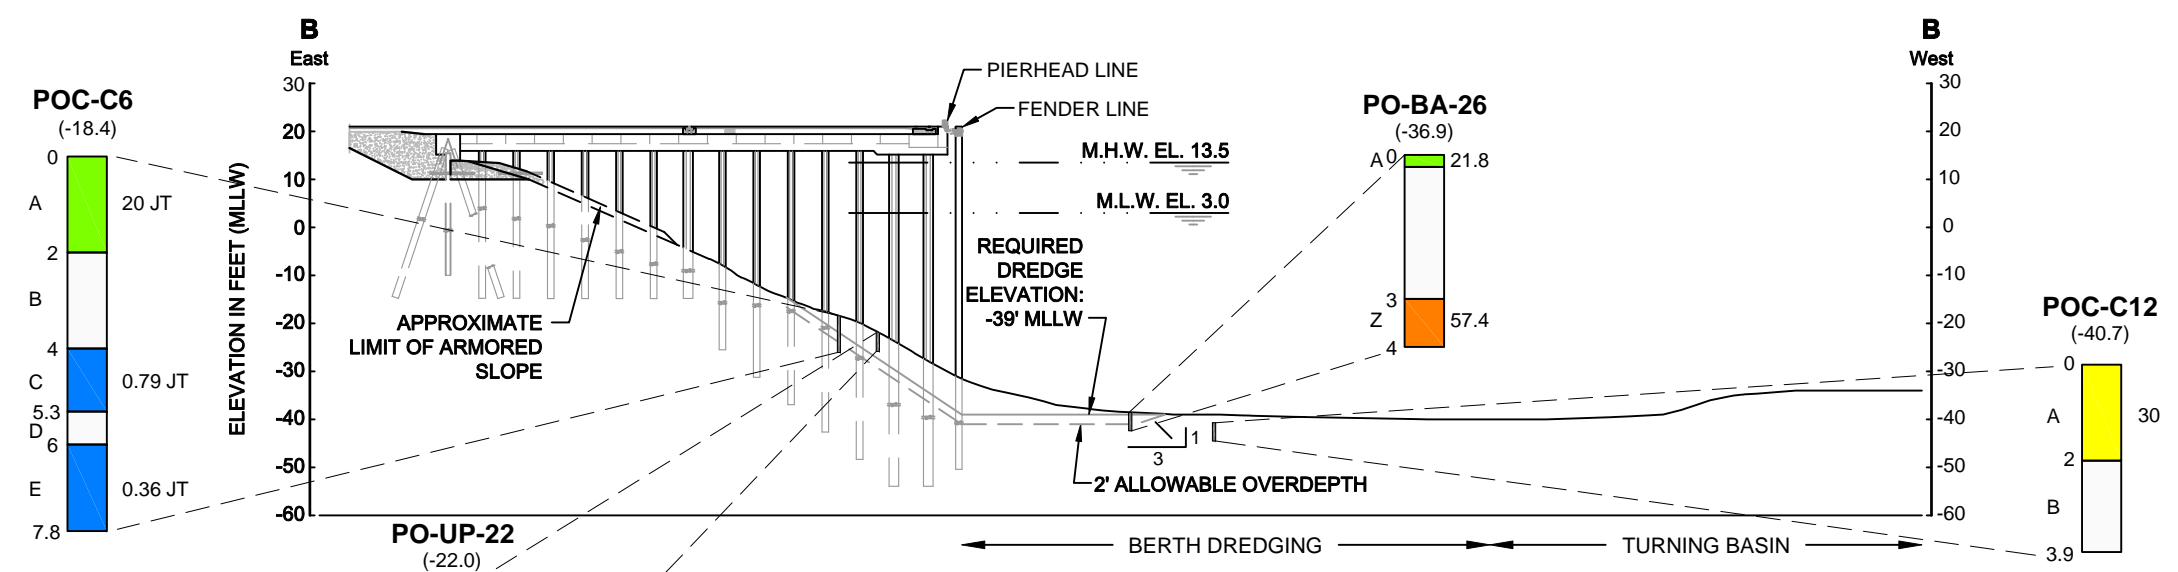 B
East
B
West
POC-C6
(-18.4)
0
A
20 JT
2
B
4
C
0.79 JT
5.3
D
6
E
0.36 JT
7.8
ELEVATION IN FEET (MLLW)
30
20
10
0
-10
-20
-30
-40
-50
-60
PIERHEAD LINE
FENDER LINE
M.H.W. EL. 13.5
M.L.W. EL. 3.0
REQUIRED
DREDGE
ELEVATION:
-39' MLLW
APPROXIMATE
LIMIT OF ARMORED
SLOPE
PO-UP-22
(-22.0)
1
3
2' ALLOWABLE OVERDEPTH
BERTH DREDGING
TURNING BASIN
PO-BA-26
(-36.9)
A 0
21.8
3
Z
57.4
4
30
20
10
0
-10
-20
-30
-40
-50
-60
POC-C12
(-40.7)
0
A
30
2
B
3.9